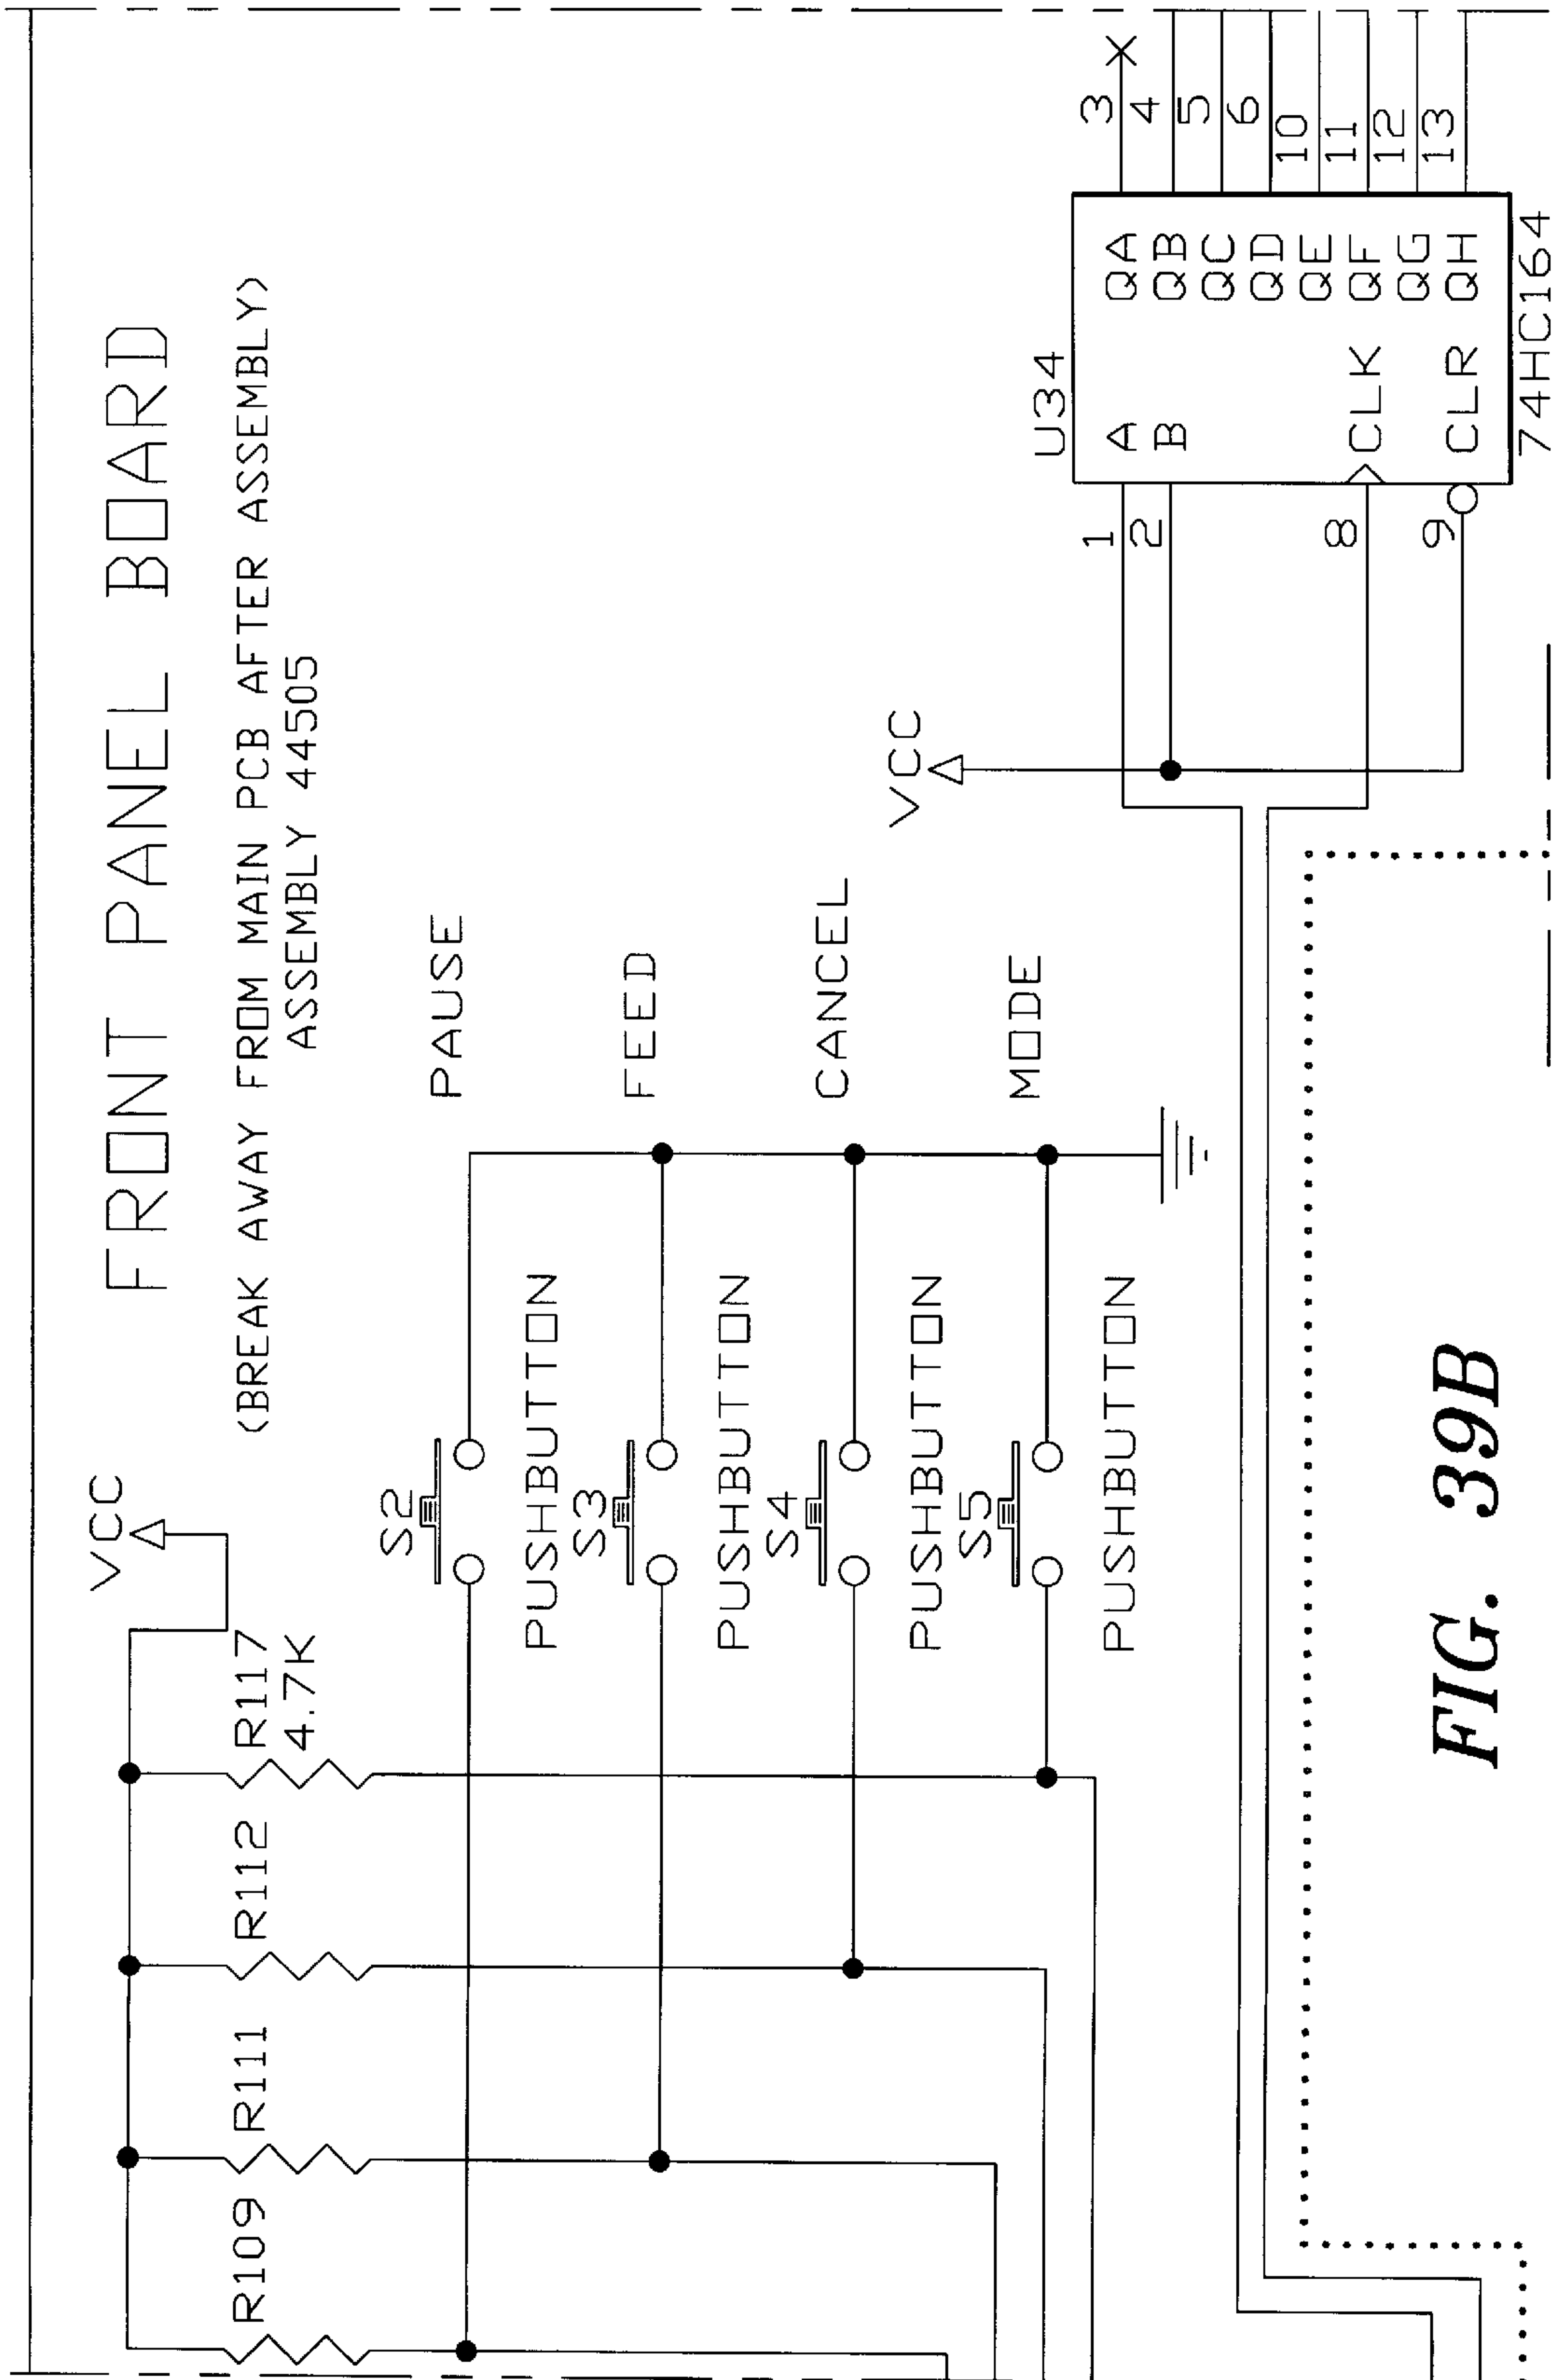 FRONT PANEL BOARD
(BREAK AWAY FROM MAIN PCB AFTER ASSEMBLY)
ASSEMBLY 44505
VCC
R109
R111
R112
R117
4.7K
S2
PUSHBUTTON
PAUSE
S3
PUSHBUTTON
FEED
S4
PUSHBUTTON
CANCEL
S5
PUSHBUTTON
MODE
VCC
U34
1 A QA 3
2 B QB 4
QC 5
QD 6
QE 10
8 CLK QF 11
QG 12
9 CLR QH 13
74HC164
FIG. 39B